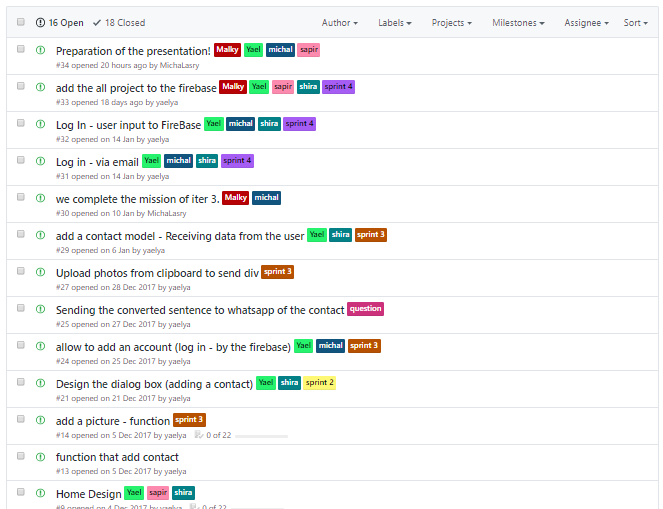 16 Open 18 Closed Author Labels Projects Milestones Assignee Sort
Preparation of the presentation! Malky Yael michal sapir
#34 opened 20 hours ago by MichaLasry
add the all project to the firebase Malky Yael sapir shira sprint 4
#33 opened 18 days ago by yaelya
Log In - user input to FireBase Yael michal shira sprint 4
#32 opened on 14 Jan by yaelya
Log in - via email Yael michal shira sprint 4
#31 opened on 14 Jan by yaelya
we complete the mission of iter 3. Malky michal
#30 opened on 10 Jan by MichaLasry
add a contact model - Receiving data from the user Yael shira sprint 3
#29 opened on 6 Jan by yaelya
Upload photos from clipboard to send div sprint 3
#27 opened on 28 Dec 2017 by yaelya
Sending the converted sentence to whatsapp of the contact question
#25 opened on 27 Dec 2017 by yaelya
allow to add an account (log in - by the firebase) Yael michal sprint 3
#24 opened on 25 Dec 2017 by yaelya
Design the dialog box (adding a contact) Yael shira sprint 2
#21 opened on 21 Dec 2017 by yaelya
add a picture - function sprint 3
#14 opened on 5 Dec 2017 by yaelya 0 of 22
function that add contact
#13 opened on 5 Dec 2017 by yaelya
Home Design Yael sapir shira
#9 opened on 4 Dec 2017 by yaelya 0 of 22